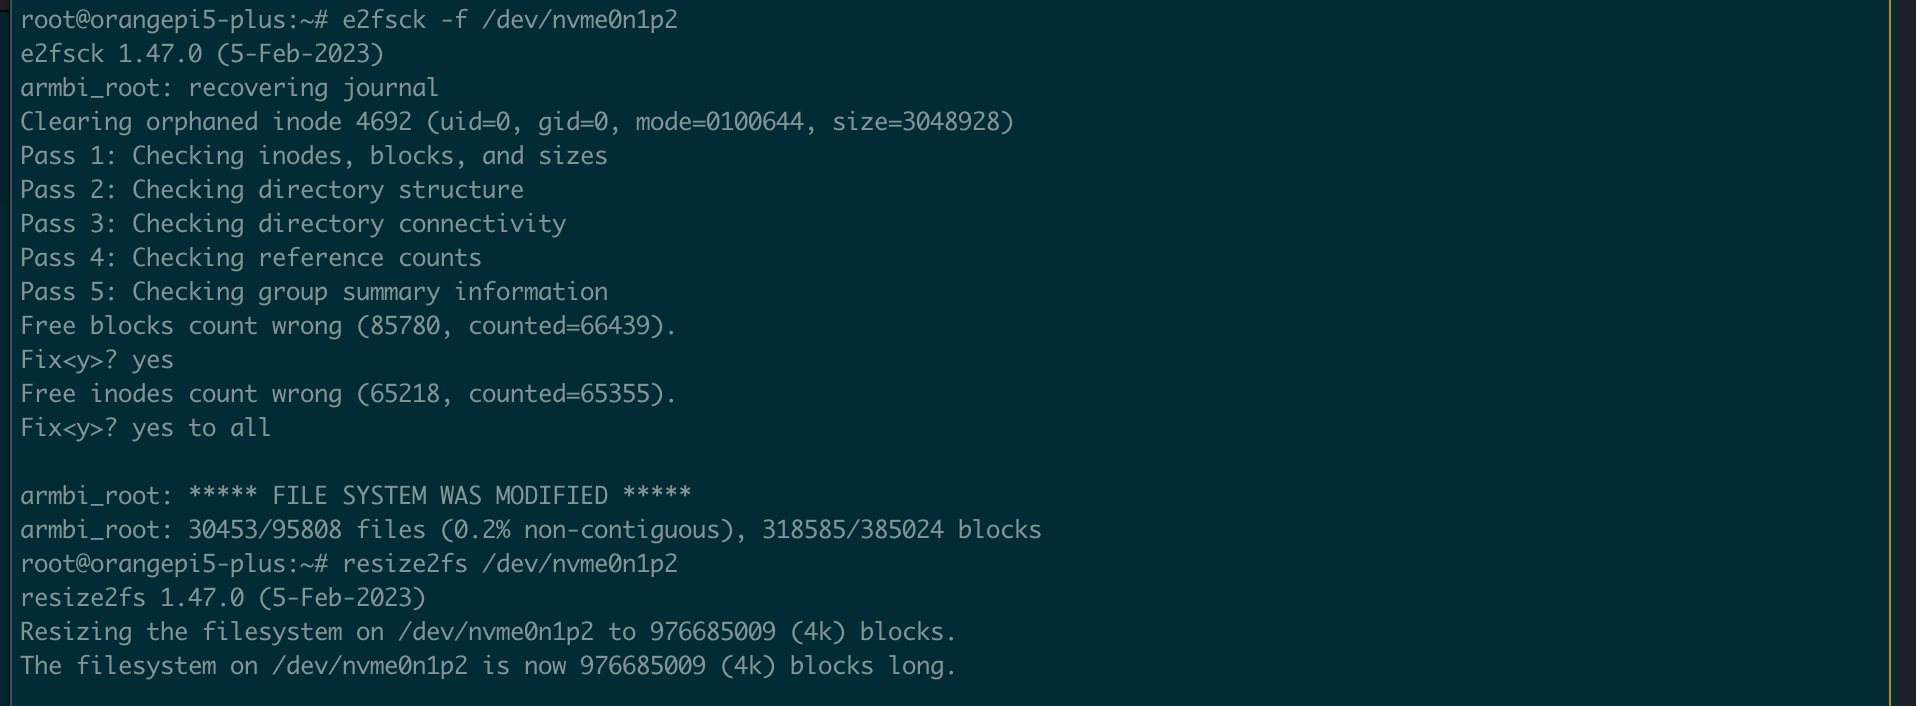 root@orangepi5-plus:~# e2fsck -f /dev/nvme0n1p2
e2fsck 1.47.0 (5-Feb-2023)
armbi_root: recovering journal
Clearing orphaned inode 4692 (uid=0, gid=0, mode=0100644, size=3048928)
Pass 1: Checking inodes, blocks, and sizes
Pass 2: Checking directory structure
Pass 3: Checking directory connectivity
Pass 4: Checking reference counts
Pass 5: Checking group summary information
Free blocks count wrong (85780, counted=66439).
Fix<y>? yes
Free inodes count wrong (65218, counted=65355).
Fix<y>? yes to all

armbi_root: ***** FILE SYSTEM WAS MODIFIED *****
armbi_root: 30453/95808 files (0.2% non-contiguous), 318585/385024 blocks
root@orangepi5-plus:~# resize2fs /dev/nvme0n1p2
resize2fs 1.47.0 (5-Feb-2023)
Resizing the filesystem on /dev/nvme0n1p2 to 976685009 (4k) blocks.
The filesystem on /dev/nvme0n1p2 is now 976685009 (4k) blocks long.